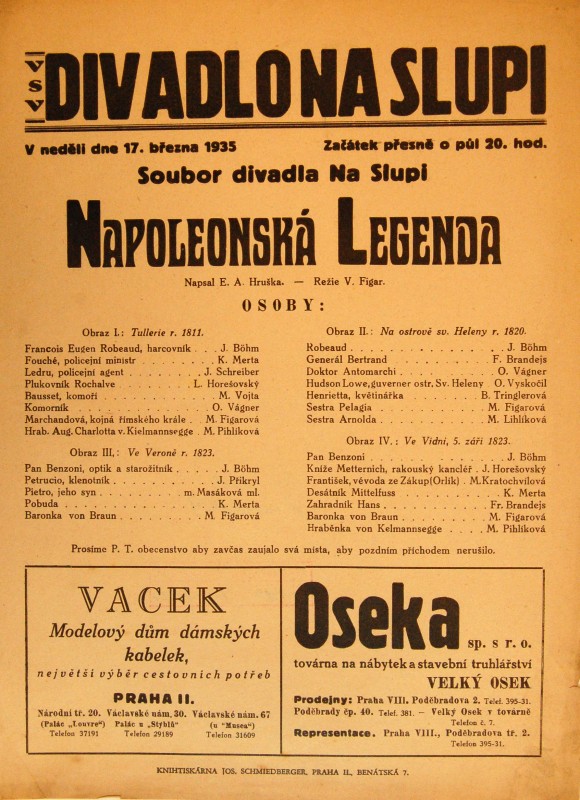 VSV DIVADLO NA SLUPI
V neděli dne 17. března 1935 Začátek přesně o půl 20. hod.
Soubor divadla Na Slupi
NAPOLEONSKÁ LEGENDA
Napsal E. A. Hruška. — Režie V. Figar.
OSOBY:
Obraz I.: Tullerie r. 1811.
Francois Eugen Robeaud, harcovník . . . J. Böhm
Fouché, policejní ministr . . . . . . K. Merta
Ledru, policejní agent . . . . . . J. Schreiber
Plukovník Rochalve . . . . . L. Horešovský
Bausset, komoří . . . . . . . . M. Vojta
Komorník . . . . . . . . . . O. Vágner
Marchandová, kojná římského krále . M. Figarová
Hrab. Aug. Charlotta v. Kielmannsegge . M. Pihlíková
Obraz II.: Na ostrově sv. Heleny r. 1820.
Robeaud . . . . . . . . . . . J. Böhm
Generál Bertrand . . . . . . . F. Brandejs
Doktor Antomarchi . . . . . . . O. Vágner
Hudson Lowe, guverner ostr. Sv. Heleny O. Vyskočil
Henrietta, květinářka . . . . B. Tringlerová
Sestra Pelagia . . . . . . . M. Figarová
Sestra Arnolda . . . . . . . M. Lihlíková
Obraz III,: Ve Veroně r. 1823.
Pan Benzoni, optik a starožitník . . . . J. Böhm
Petrucio, klenotník . . . . . . . J. Přikryl
Pietro, jeho syn . . . . . m. Masáková ml.
Pobuda . . . . . . . . . . . K. Merta
Baronka von Braun . . . . . . M. Figarová
Obraz IV.: Ve Vídni, 5. září 1823.
Pan Benzoni . . . . . . . . . J. Böhm
Kníže Metternich, rakouský kancléř . J. Horešovský
František, vévoda ze Zákup (Orlík) . M. Kratochvílová
Desátník Mittelfuss . . . . . . . K. Merta
Zahradník Hans . . . . . . . Fr. Brandejs
Baronka von Braun . . . . . . M. Figarová
Hraběnka von Kelmannsegge . . . M. Pihlíková
Prosíme P. T. obecenstvo aby zavčas zaujalo svá místa, aby pozdním příchodem nerušilo.
VACEK
Modelový dům dámských
kabelek,
největší výběr cestovních potřeb
PRAHA II.
Národní tř. 20. Václavské nám. 30. Václavské nám. 67
(Palác „Louvre") Palác u „Stýblů" (u "Musea")
Telefon 37191 Telefon 29189 Telefon 31609
Oseka sp. s r. o.
továrna na nábytek a stavební truhlářství
VELKÝ OSEK
Prodejny: Praha VIII. Poděbradova 2. Telef. 395-31.
Poděbrady čp. 40. Telef. 381. — Velký Osek v továrně
Telefon č. 7.
Representace. Praha VIII., Poděbradova tř. 2.
Telefon 395-31.
KNIHTISKÁRNA JOS. SCHMIEDBERGER, PRAHA II., BENÁTSKÁ 7.